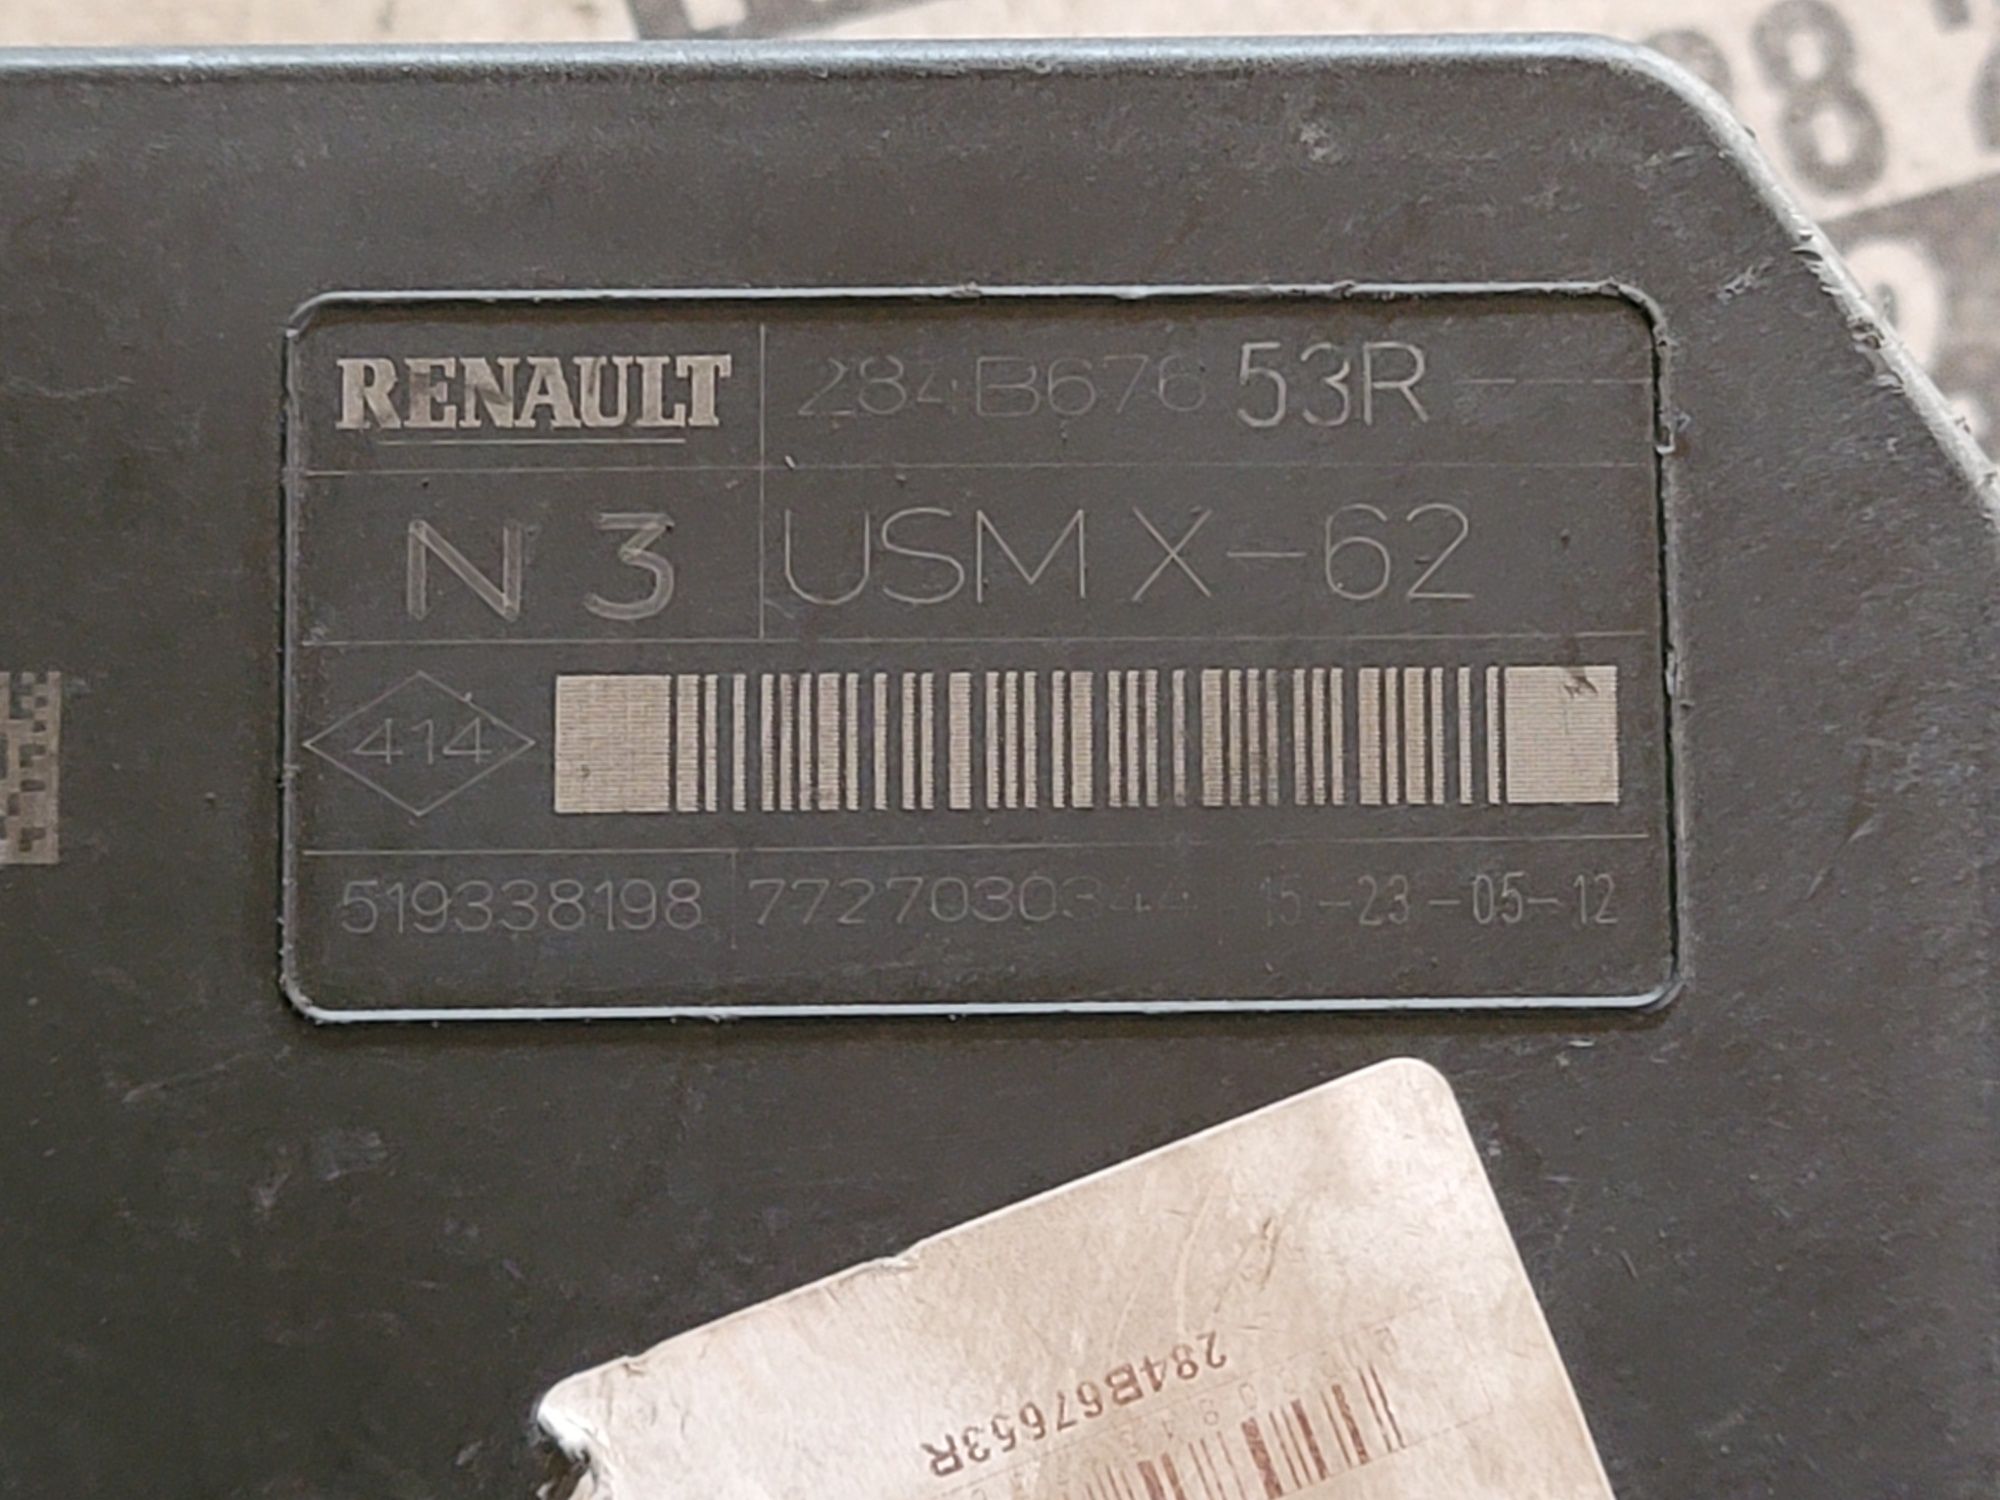 RENAULT 284B676 53R
N 3 USM X-62
414
519338198 7727030344 15-23-05-12
284B67653R